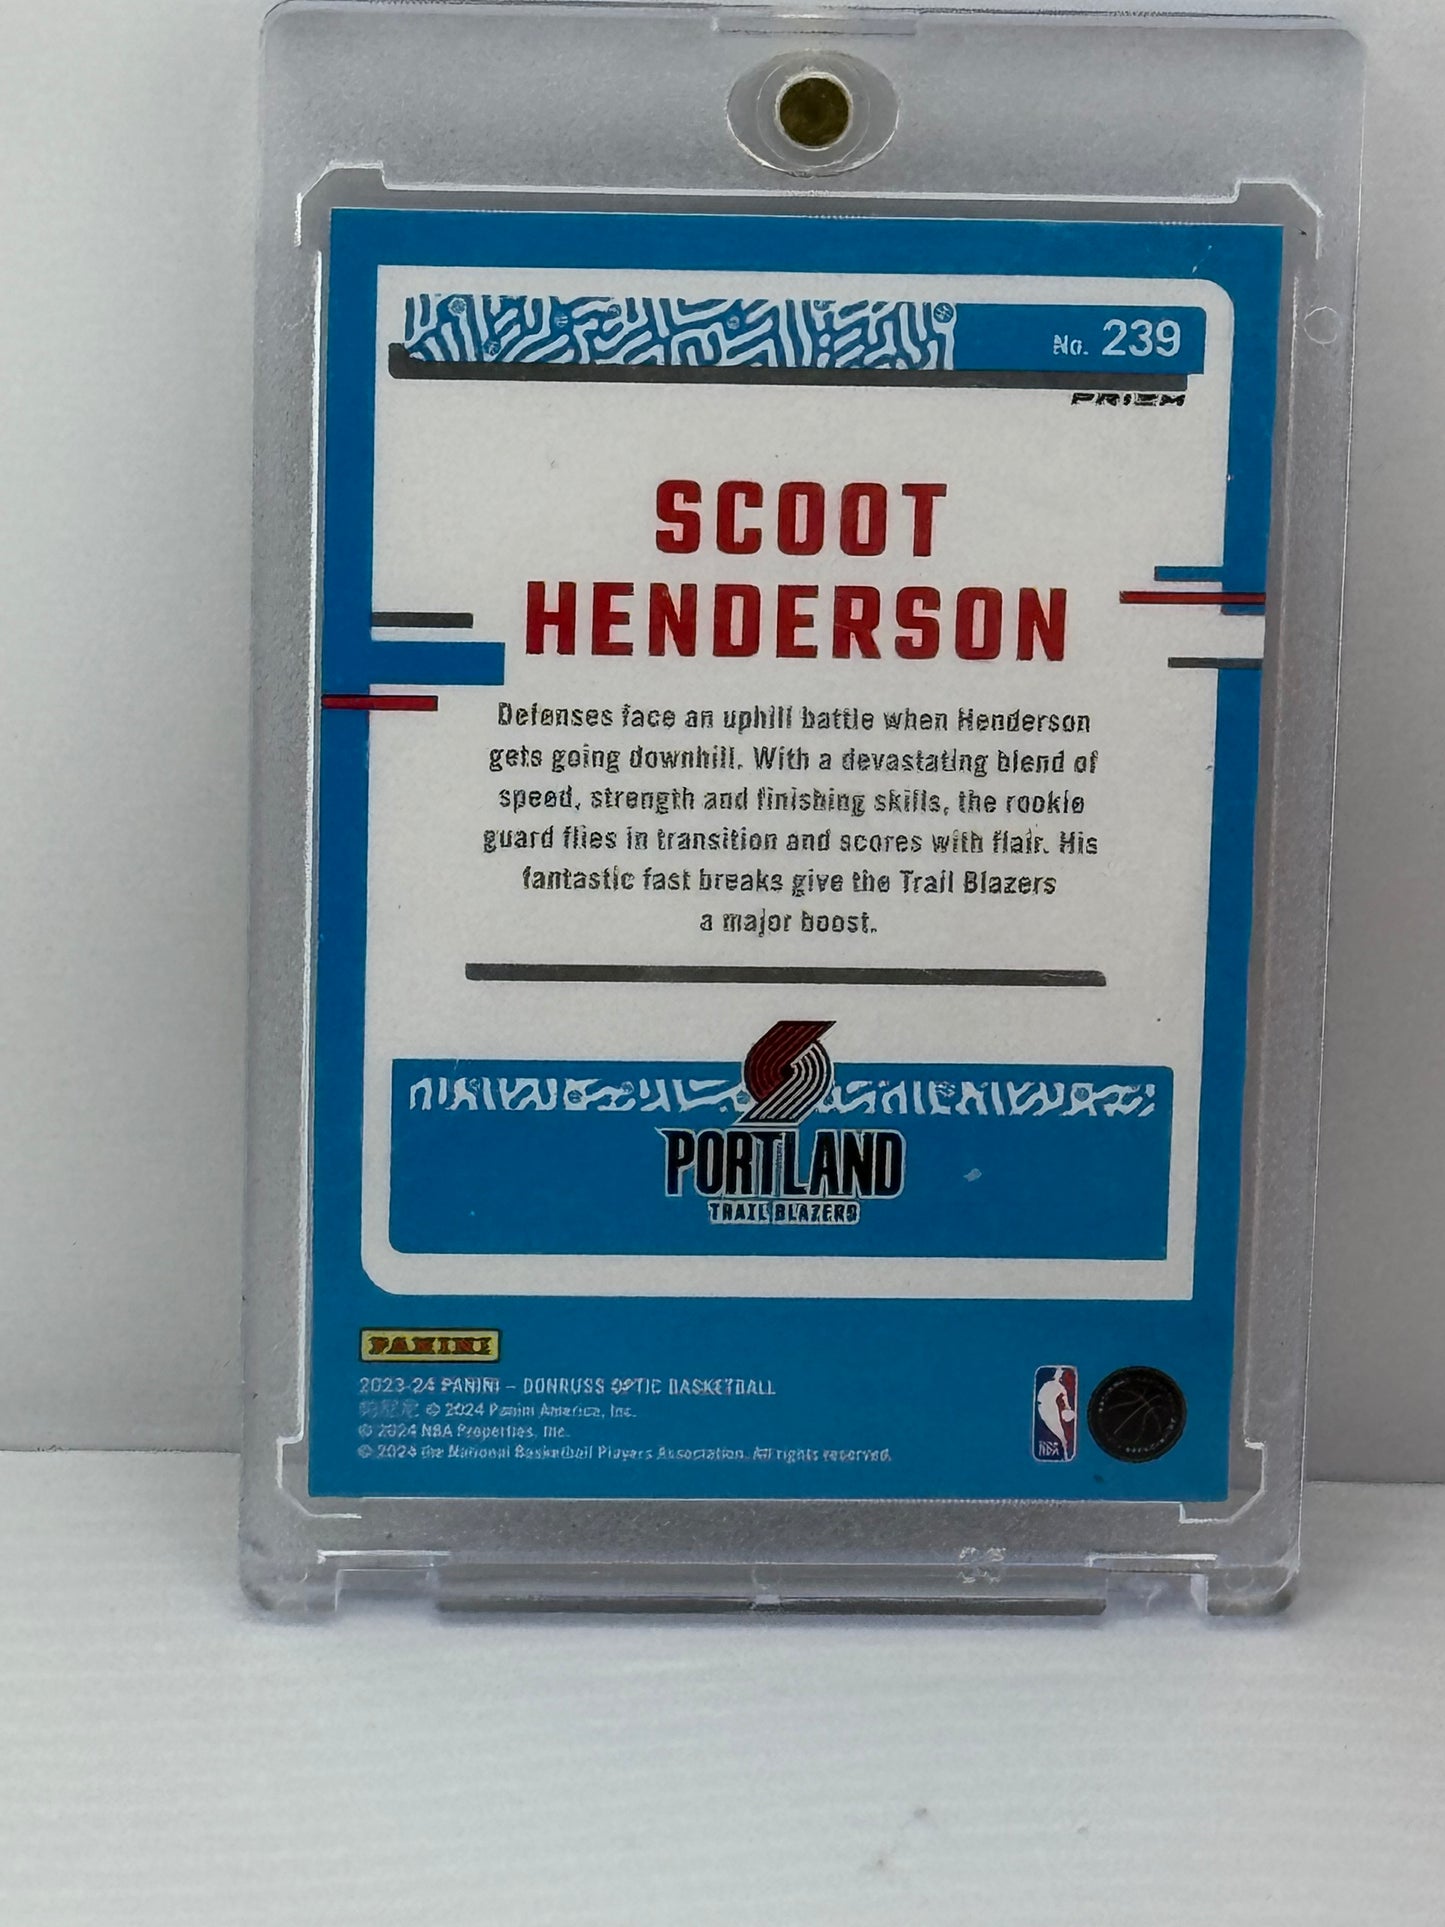 No. 239
PRIZM
SCOOT
HENDERSON
Defenses face an uphill battle when Henderson
gets going downhill. With a devastating blend of
speed, strength and finishing skills, the rookie
guard flies in transition and scores with flair. His
fantastic fast breaks give the Trail Blazers
a major boost.
PORTLAND
TRAIL BLAZERS
PANINI
2023-24 PANINI – DONRUSS OPTIC BASKETBALL
© 2024 Panini America, Inc.
© 2024 NBA Properties, Inc.
© 2024 the National Basketball Players Association. All rights reserved.
NBA